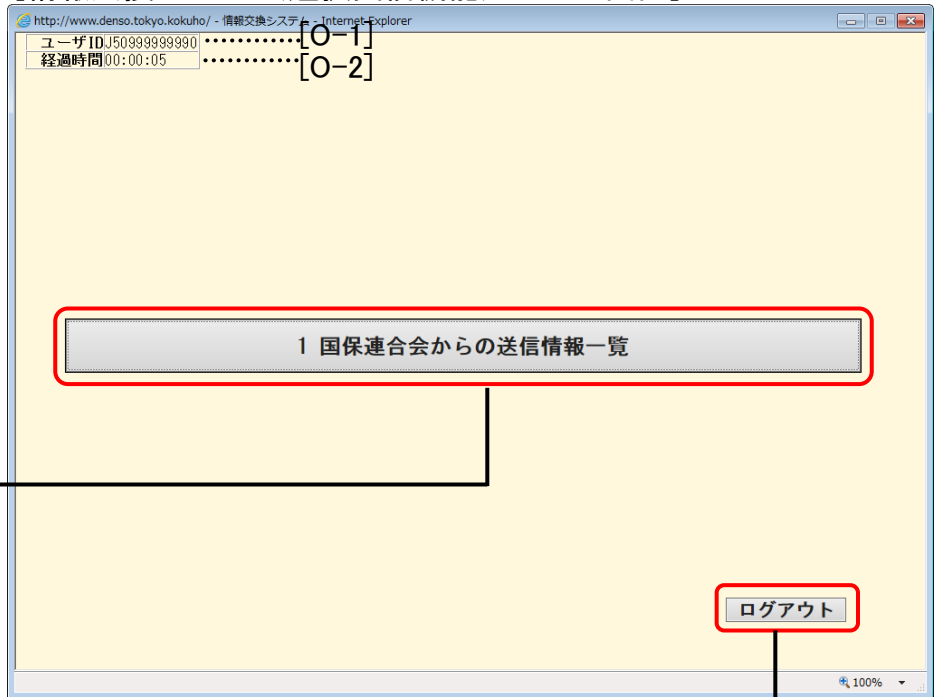 http://www.denso.tokyo.kokuho/ - 情報交換システム - Internet Explorer
ユーザID J50999999990 ············[O-1]
経過時間 00:00:05 ············[O-2]
1 国保連合会からの送信情報一覧
ログアウト
100%